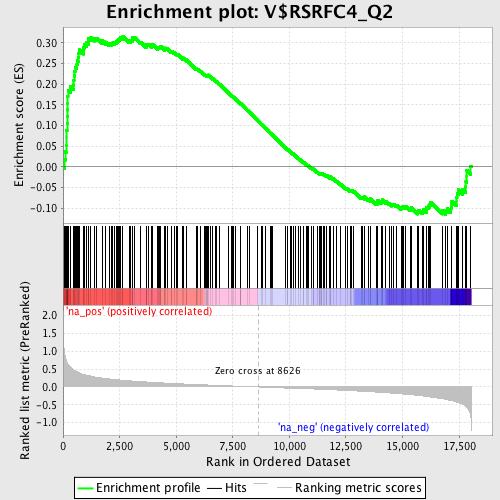 Enrichment plot: V$RSRFC4_Q2
Enrichment score (ES)
0.30
0.25
0.20
0.15
0.10
0.05
0.00
-0.05
-0.10
'na_pos' (positively correlated)
Ranked list metric (PreRanked)
2.0
1.5
1.0
0.5
0.0
-0.5
-1.0
Zero cross at 8626
'na_neg' (negatively correlated)
0
2,500
5,000
7,500
10,000
12,500
15,000
17,500
Rank in Ordered Dataset
Enrichment profile
Hits
Ranking metric scores